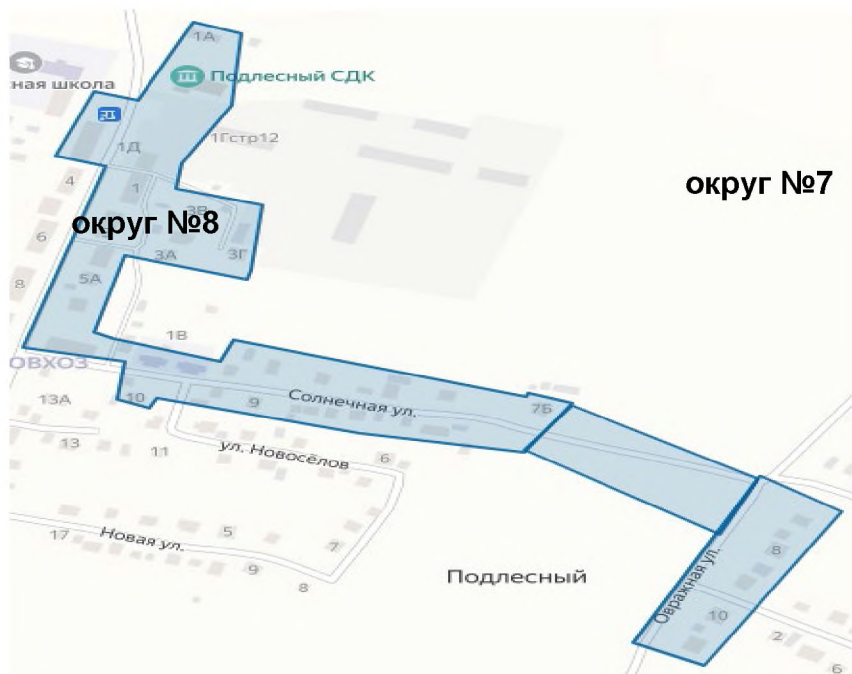 1А
Подлесный СДК
ная школа
1Гстр12
1Д
4
1
округ №7
3В
округ №8
6
3А
3Г
5А
8
1В
ОВХОЗ
13А
10
9
Солнечная ул.
7Б
13
11
ул. Новосёлов
6
17
Новая ул.
5
7
9
8
Подлесный
8
Овражная ул.
10
2
6